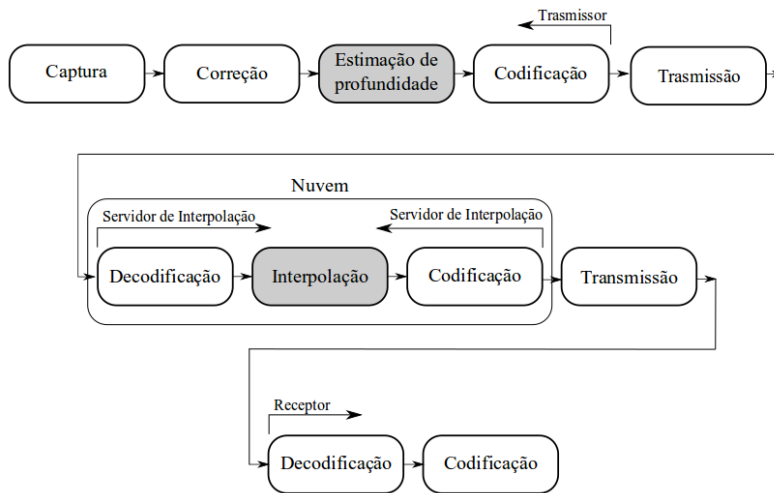 Trasmissor
Captura
Correção
Estimação de
profundidade
Codificação
Trasmissão
Nuvem
Servidor de Interpolação
Servidor de Interpolação
Decodificação
Interpolação
Codificação
Transmissão
Receptor
Decodificação
Codificação